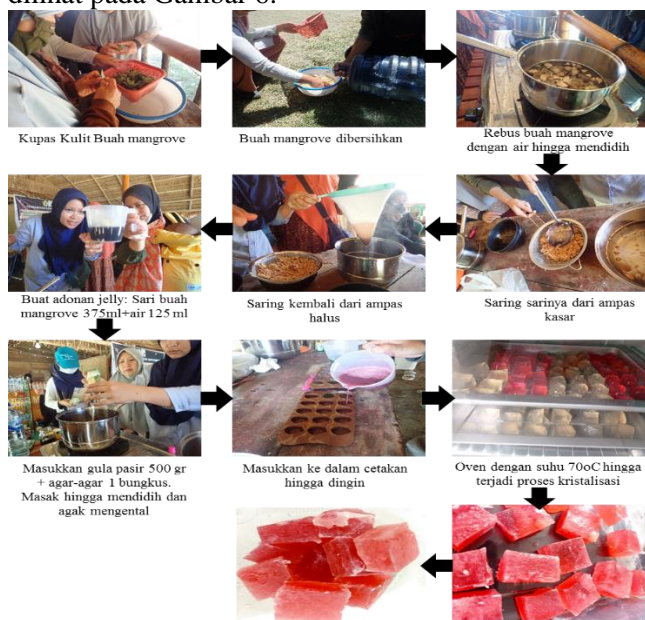 dilihat pada Gambar 6.
Kupas Kulit Buah mangrove
Buah mangrove dibersihkan
Rebus buah mangrove
dengan air hingga mendidih
Saring sarinya dari ampas
kasar
Saring kembali dari ampas
halus
Buat adonan jelly: Sari buah
mangrove 375ml+air 125 ml
Masukkan gula pasir 500 gr
+ agar-agar 1 bungkus.
Masak hingga mendidih dan
agak mengental
Masukkan ke dalam cetakan
hingga dingin
Oven dengan suhu 70oC hingga
terjadi proses kristalisasi